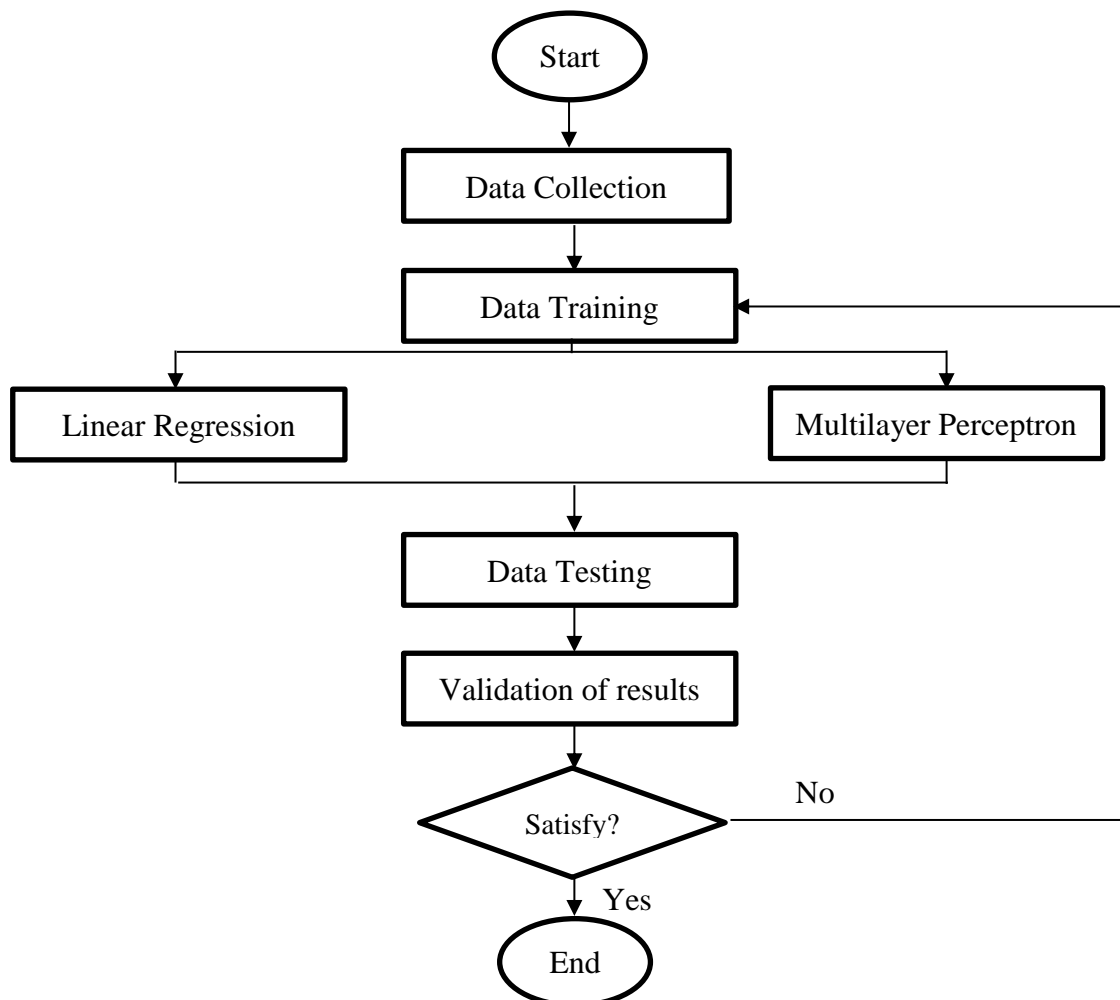 Start
Data Collection
Data Training
Linear Regression
Multilayer Perceptron
Data Testing
Validation of results
Satisfy?
No
Yes
End